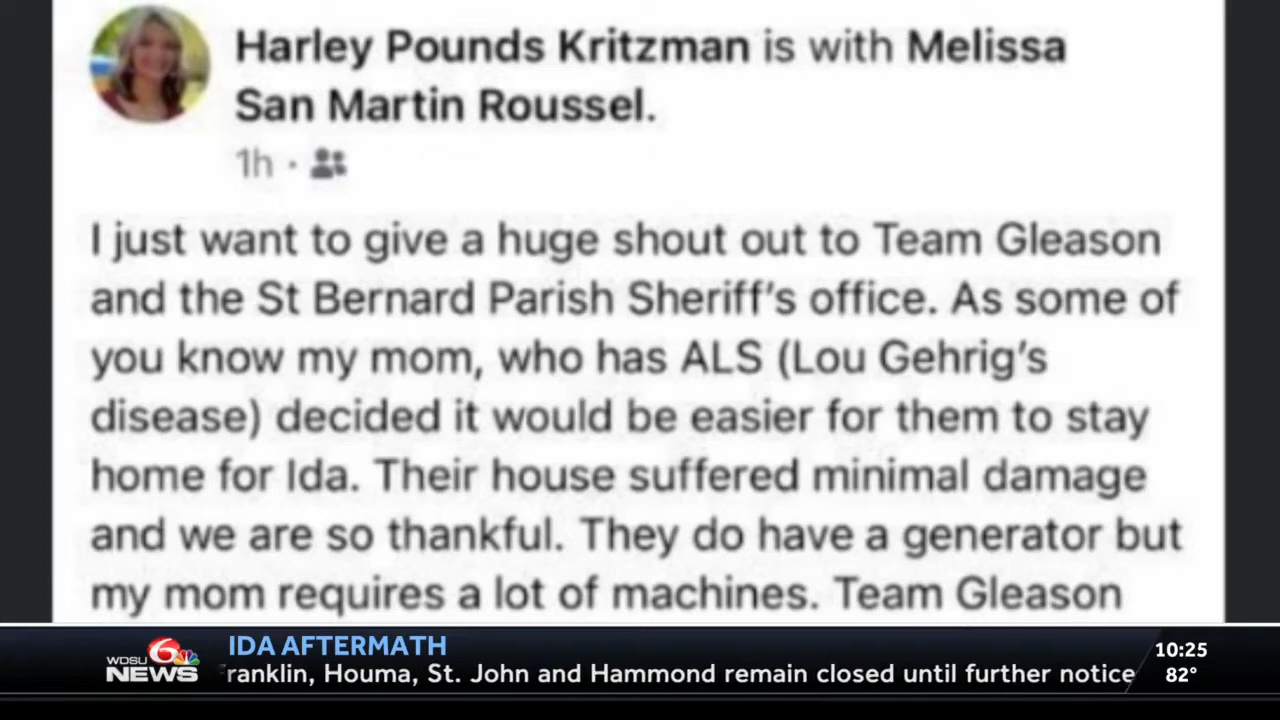 Harley Pounds Kritzman is with Melissa
San Martin Roussel.
1h ·
I just want to give a huge shout out to Team Gleason
and the St Bernard Parish Sheriff's office. As some of
you know my mom, who has ALS (Lou Gehrig's
disease) decided it would be easier for them to stay
home for Ida. Their house suffered minimal damage
and we are so thankful. They do have a generator but
my mom requires a lot of machines. Team Gleason
WDSU 6
NEWS
IDA AFTERMATH
ranklin, Houma, St. John and Hammond remain closed until further notice
10:25
82°